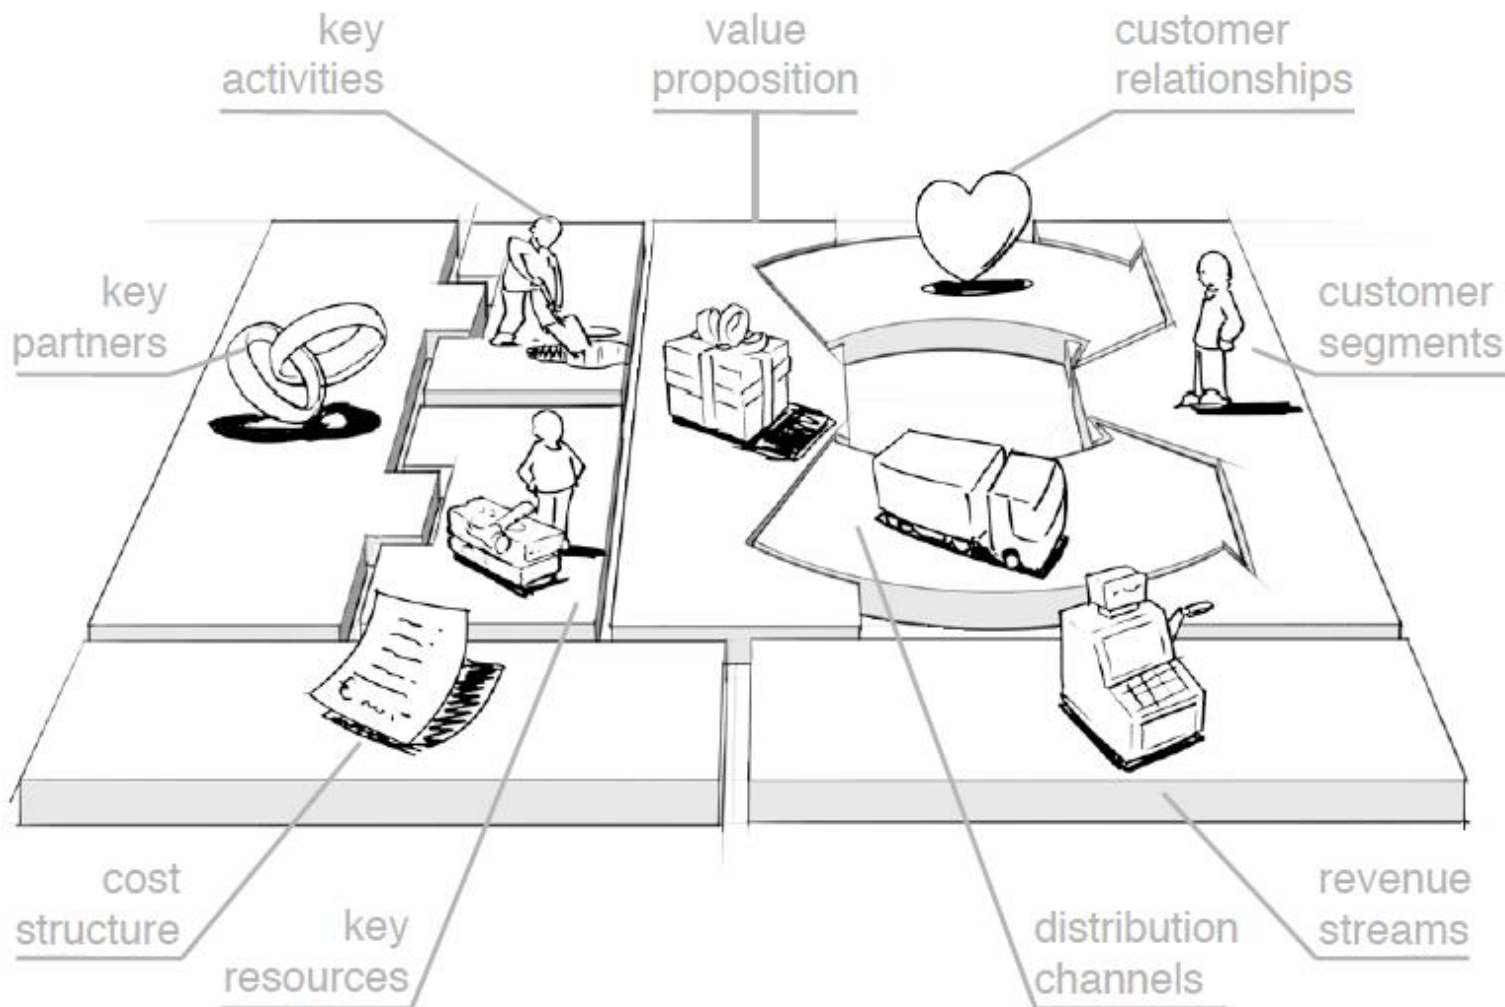 key
activities
value
proposition
customer
relationships
key
partners
customer
segments
cost
structure
key
resources
distribution
channels
revenue
streams